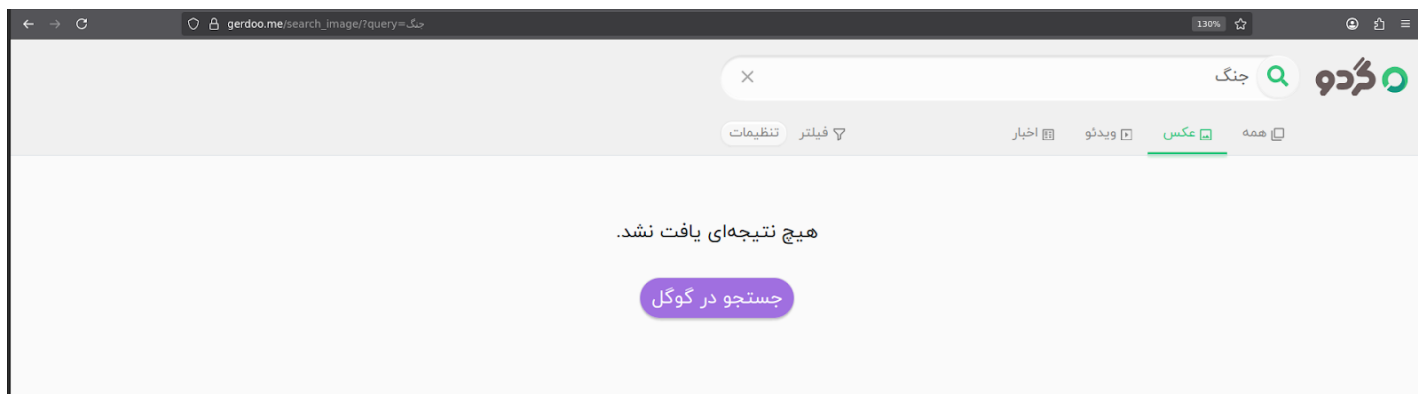 gerdoo.me/search_image/?query=جنگ
130%
گردو
جنگ
همه عکس ویدئو اخبار فیلتر تنظیمات
هیچ نتیجه‌ای یافت نشد.
جستجو در گوگل